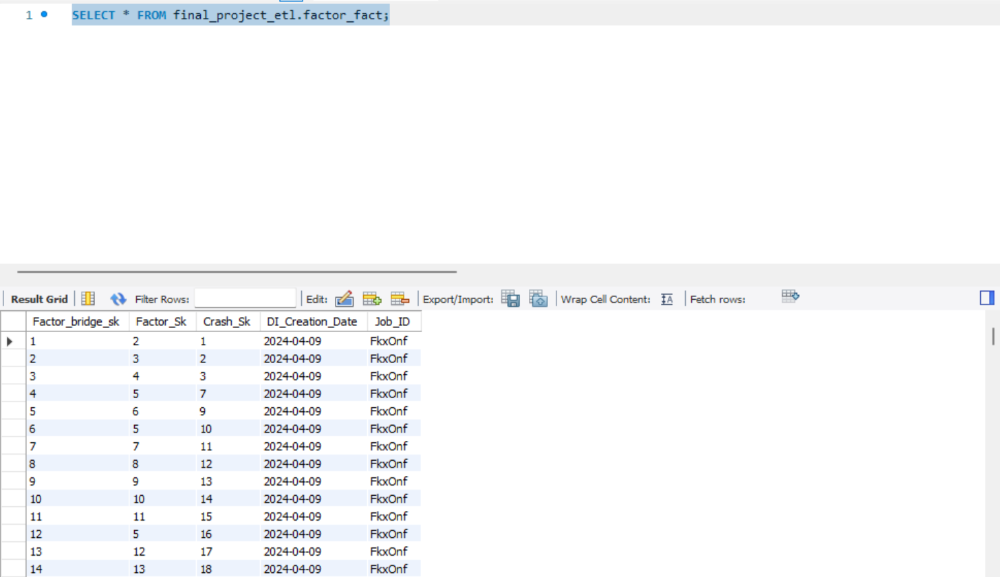 1 SELECT * FROM final_project_etl.factor_fact;
Result Grid Filter Rows: Edit: Export/Import: Wrap Cell Content: Fetch rows:
Factor_bridge_sk Factor_Sk Crash_Sk DI_Creation_Date Job_ID
1 2 1 2024-04-09 FkxOnf
2 3 2 2024-04-09 FkxOnf
3 4 3 2024-04-09 FkxOnf
4 5 7 2024-04-09 FkxOnf
5 6 9 2024-04-09 FkxOnf
6 5 10 2024-04-09 FkxOnf
7 7 11 2024-04-09 FkxOnf
8 8 12 2024-04-09 FkxOnf
9 9 13 2024-04-09 FkxOnf
10 10 14 2024-04-09 FkxOnf
11 11 15 2024-04-09 FkxOnf
12 5 16 2024-04-09 FkxOnf
13 12 17 2024-04-09 FkxOnf
14 13 18 2024-04-09 FkxOnf